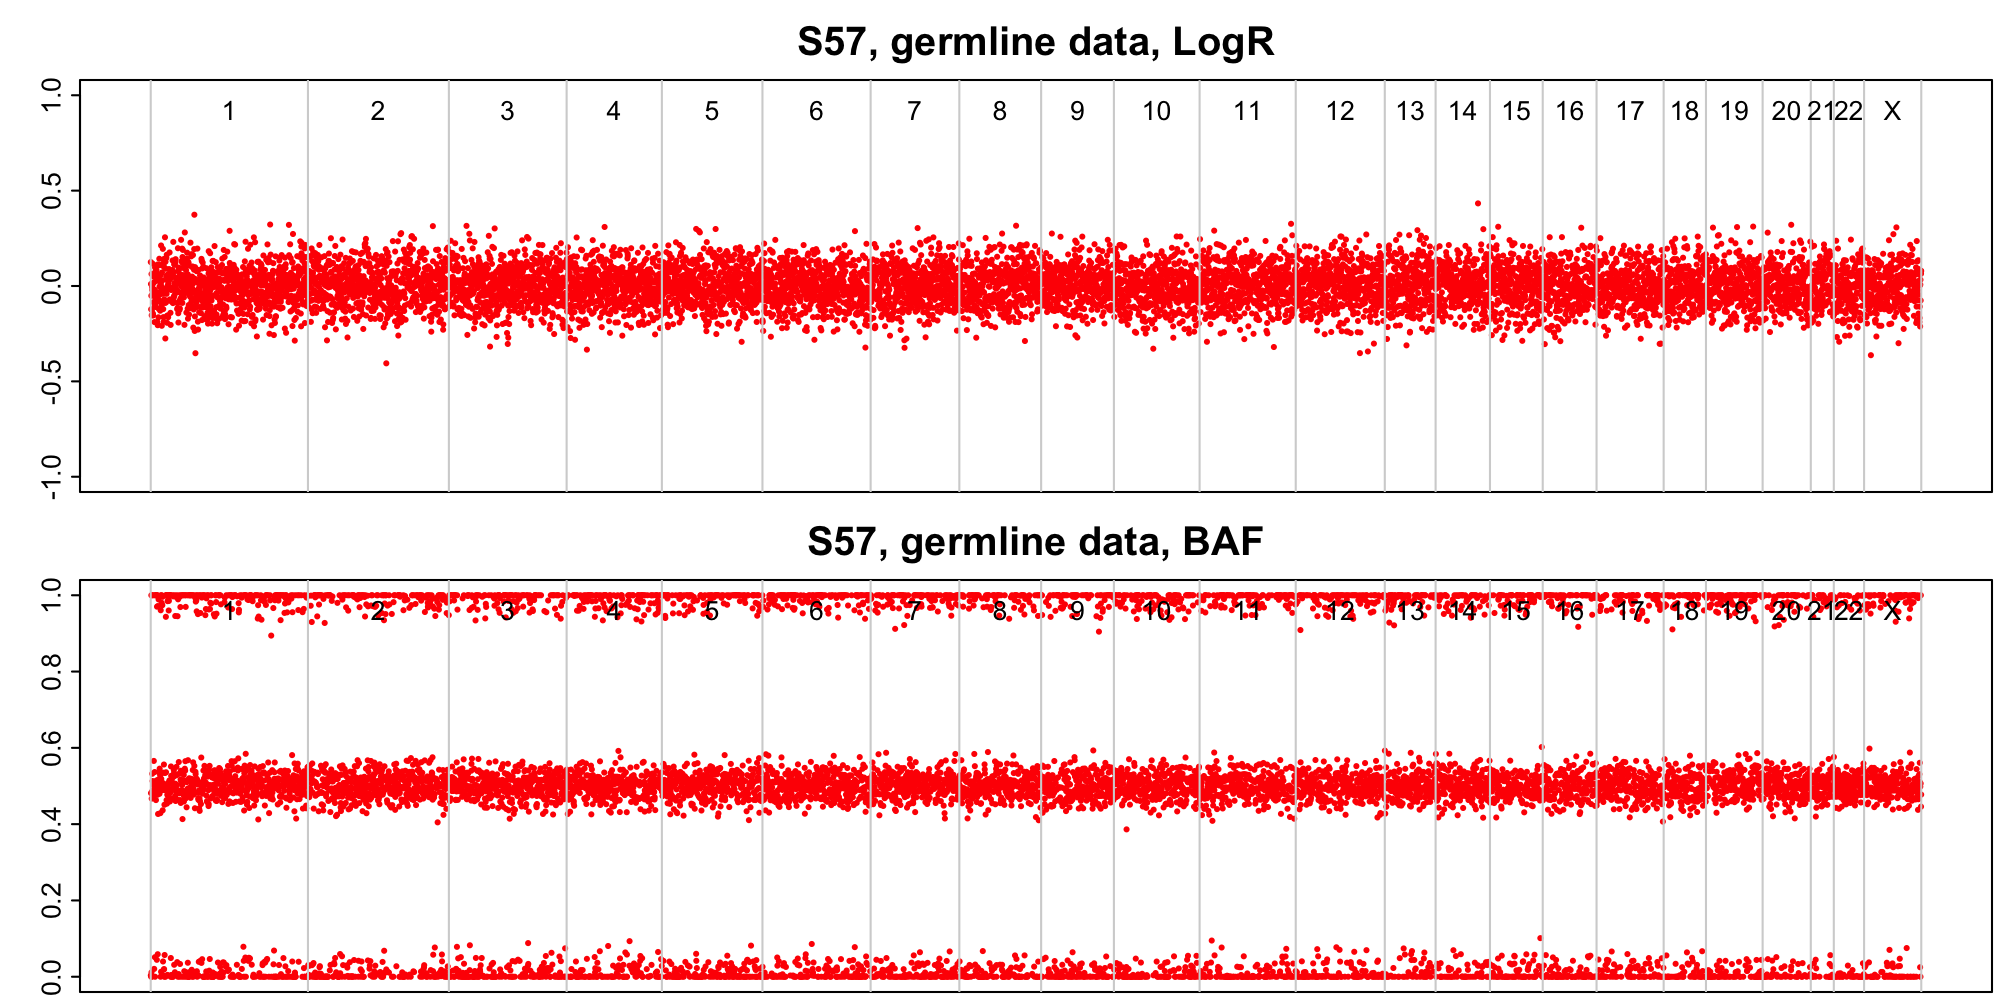 S57, germline data, LogR
1.0
0.5
0.0
-0.5
-1.0
1 2 3 4 5 6 7 8 9 10 11 12 13 14 15 16 17 18 19 20 21 22 X
S57, germline data, BAF
1.0
0.8
0.6
0.4
0.2
0.0
1 2 3 4 5 6 7 8 9 10 11 12 13 14 15 16 17 18 19 20 21 22 X